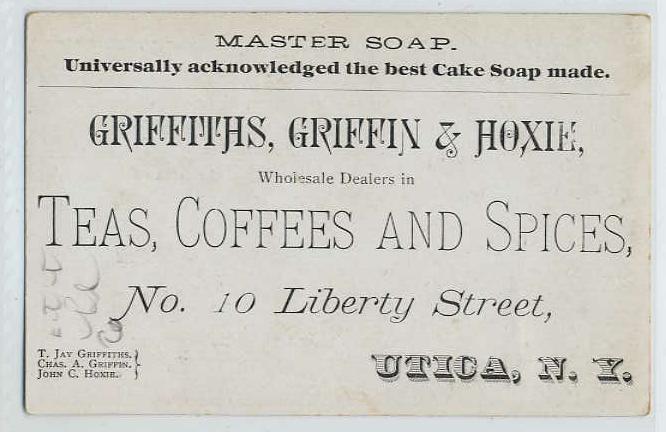 MASTER SOAP.
Universally acknowledged the best Cake Soap made.
GRIFFITHS, GRIFFIN & HOXIE,
Wholesale Dealers in
TEAS, COFFEES AND SPICES,
No. 10 Liberty Street,
T. JAY GRIFFITHS.
CHAS. A. GRIFFIN.
JOHN C. HOXIE.
UTICA, N. Y.